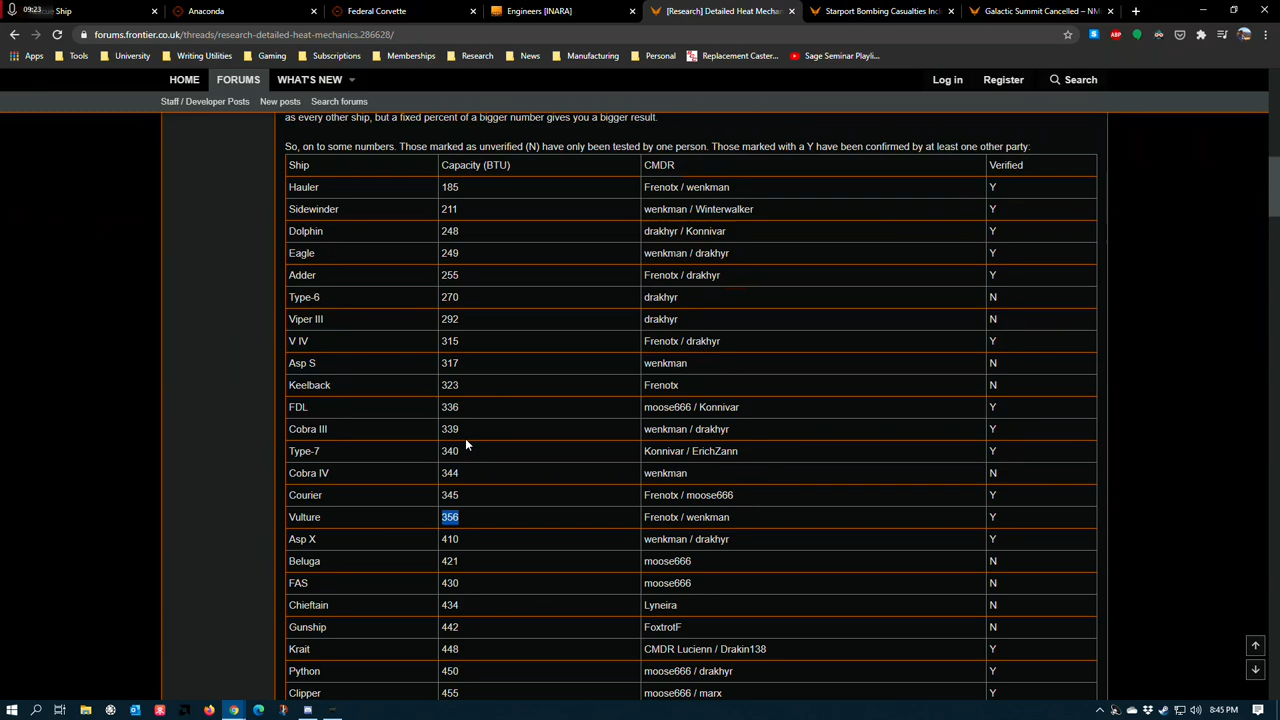 09:23
cue Ship
Anaconda
Federal Corvette
Engineers [INARA]
[Research] Detailed Heat Mechan
Starport Bombing Casualties Incl
Galactic Summit Cancelled – NM
forums.frontier.co.uk/threads/research-detailed-heat-mechanics.286628/
Apps Tools University Writing Utilities Gaming Subscriptions Memberships Research News Manufacturing Personal Replacement Caster... Sage Seminar Playli...
HOME FORUMS WHAT'S NEW Log in Register Search
Staff / Developer Posts New posts Search forums
as every other ship, but a fixed percent of a bigger number gives you a bigger result.
So, on to some numbers. Those marked as unverified (N) have only been tested by one person. Those marked with a Y have been confirmed by at least one other party:
Ship Capacity (BTU) CMDR Verified
Hauler 185 Frenotx / wenkman Y
Sidewinder 211 wenkman / Winterwalker Y
Dolphin 248 drakhyr / Konnivar Y
Eagle 249 wenkman / drakhyr Y
Adder 255 Frenotx / drakhyr Y
Type-6 270 drakhyr N
Viper III 292 drakhyr N
V IV 315 Frenotx / drakhyr Y
Asp S 317 wenkman N
Keelback 323 Frenotx N
FDL 336 moose666 / Konnivar Y
Cobra III 339 wenkman / drakhyr Y
Type-7 340 Konnivar / ErichZann Y
Cobra IV 344 wenkman N
Courier 345 Frenotx / moose666 Y
Vulture 356 Frenotx / wenkman Y
Asp X 410 wenkman / drakhyr Y
Beluga 421 moose666 N
FAS 430 moose666 N
Chieftain 434 Lyneira N
Gunship 442 FoxtrotF N
Krait 448 CMDR Lucienn / Drakin138 Y
Python 450 moose666 / drakhyr Y
Clipper 455 moose666 / marx Y
8:45 PM